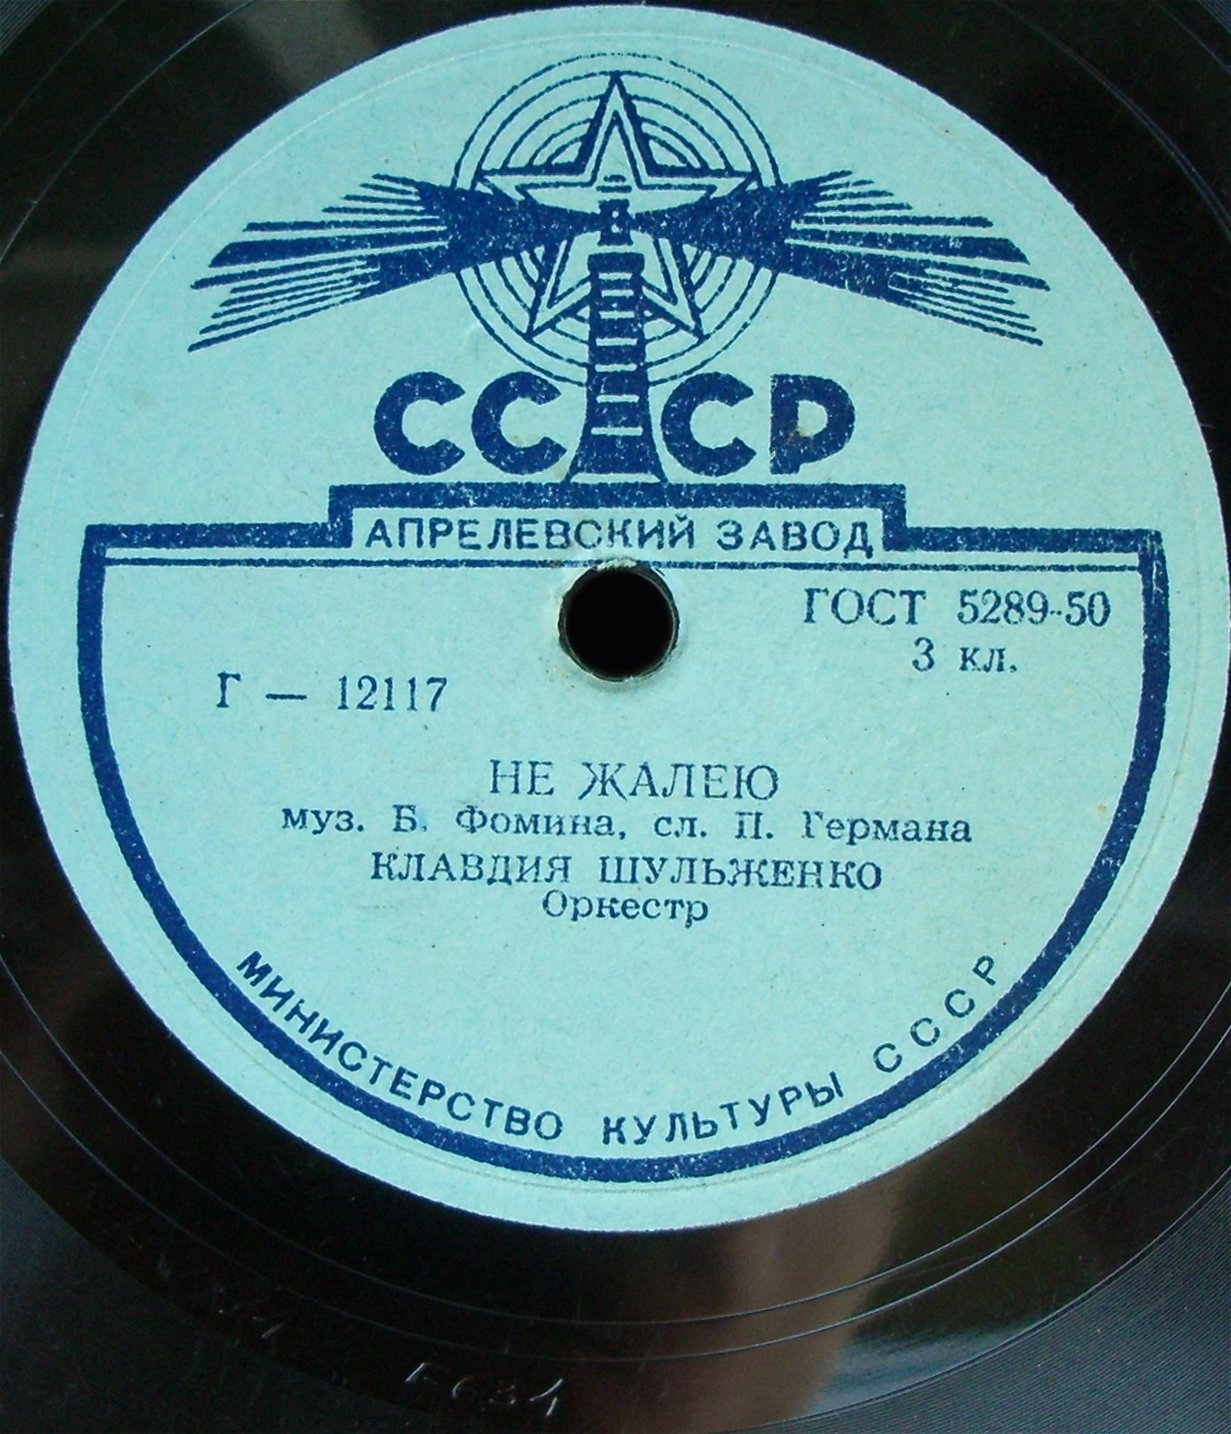 СССР
АПРЕЛЕВСКИЙ ЗАВОД
ГОСТ 5289-50
3 кл.
Г — 12117
НЕ ЖАЛЕЮ
муз. Б. Фомина, сл. П. Германа
КЛАВДИЯ ШУЛЬЖЕНКО
Оркестр
МИНИСТЕРСТВО КУЛЬТУРЫ СССР